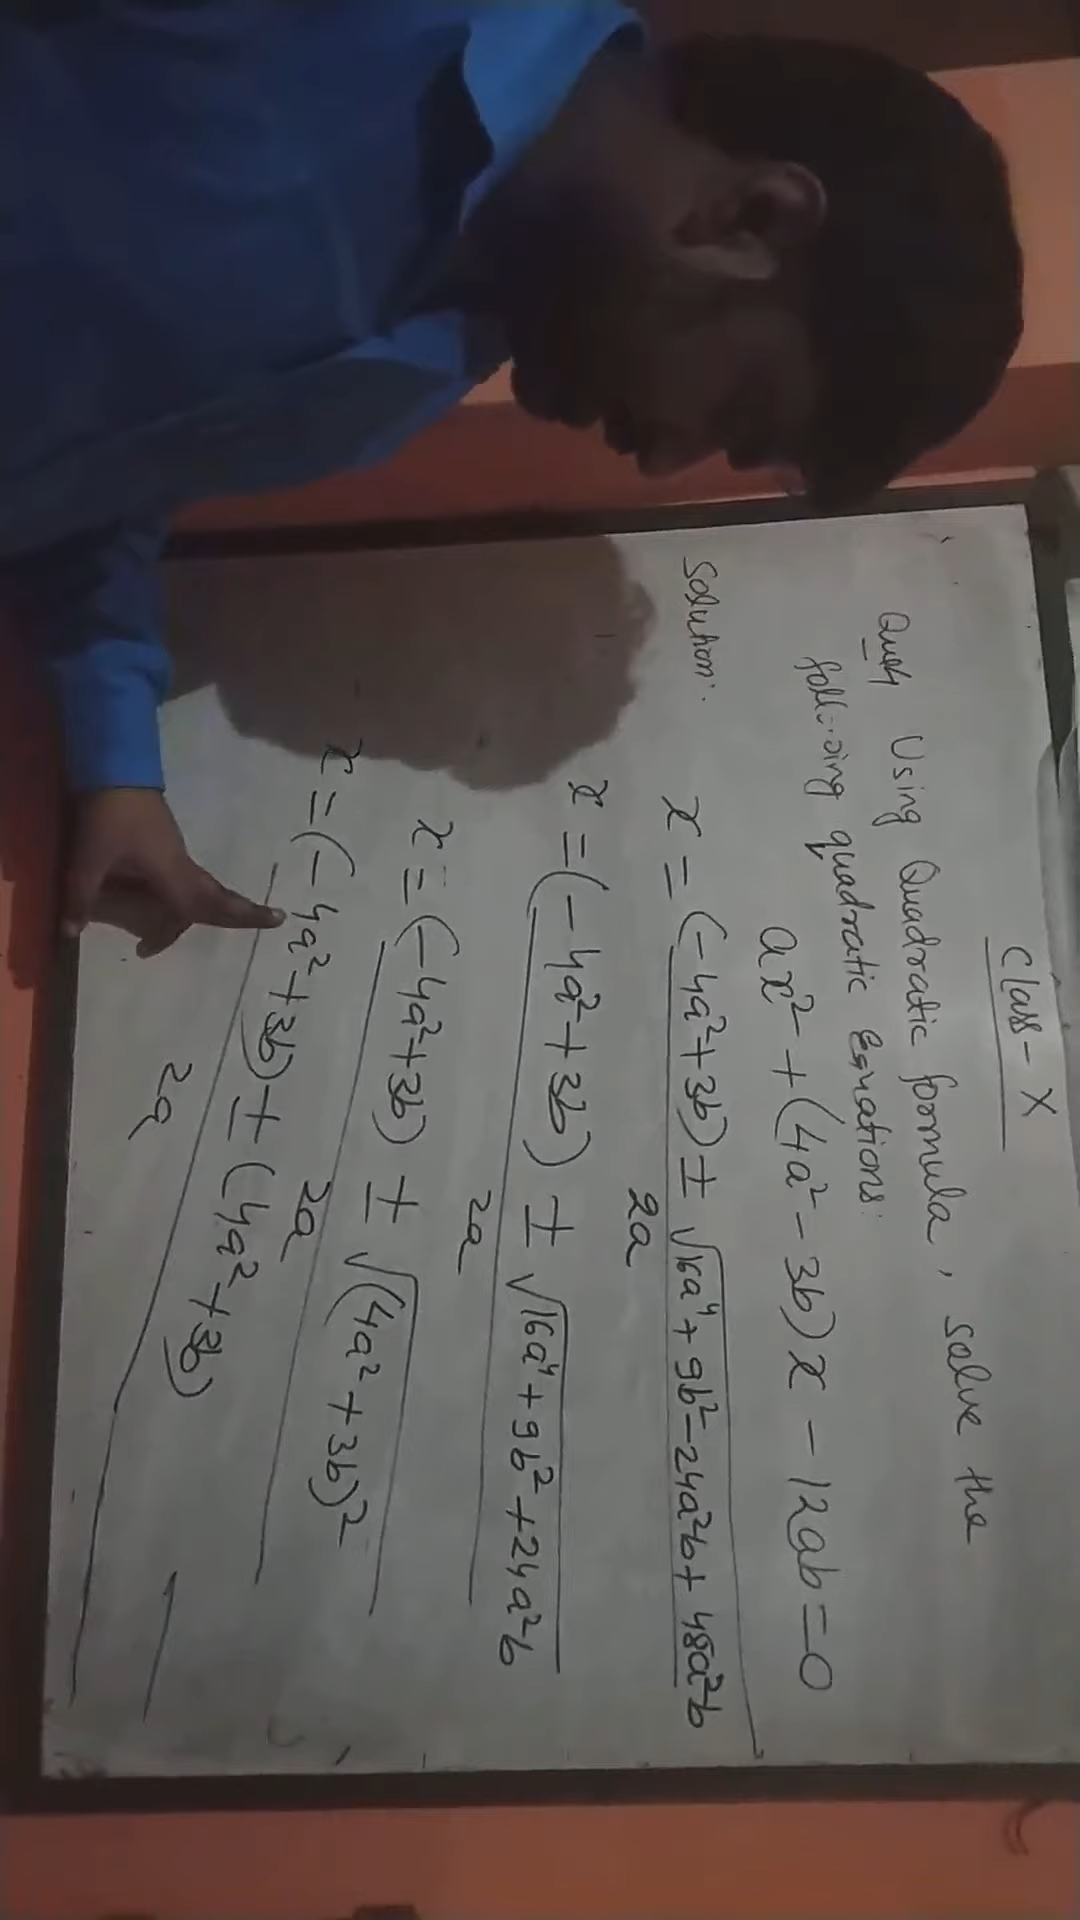 Class - X
Using Quadratic formula, solve the
following quadratic Equations:
ax² + (4a² - 3b)x - 12ab = 0
Solution:
x = (-4a²+3b) ± √16a⁴ + 9b² - 24a²b + 48a²b
2a
x = (-4a²+3b) ± √16a⁴ + 9b² + 24a²b
2a
x = (-4a²+3b) ± √(4a² + 3b)²
2a
x = (-4a²+3b) ± (4a² + 3b)
2a